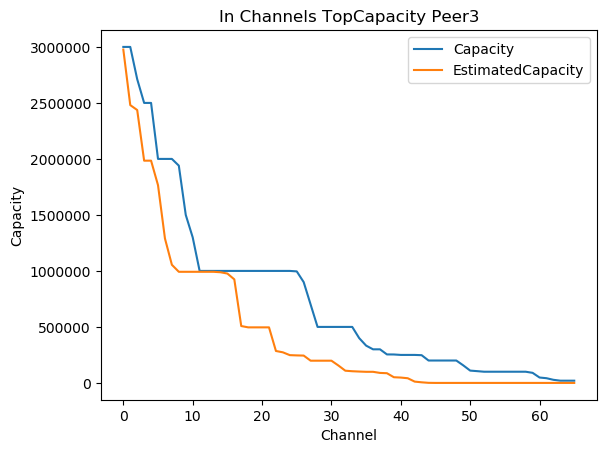 In Channels TopCapacity Peer3
Capacity
EstimatedCapacity
3000000
2500000
2000000
1500000
1000000
500000
0
Capacity
0 10 20 30 40 50 60
Channel